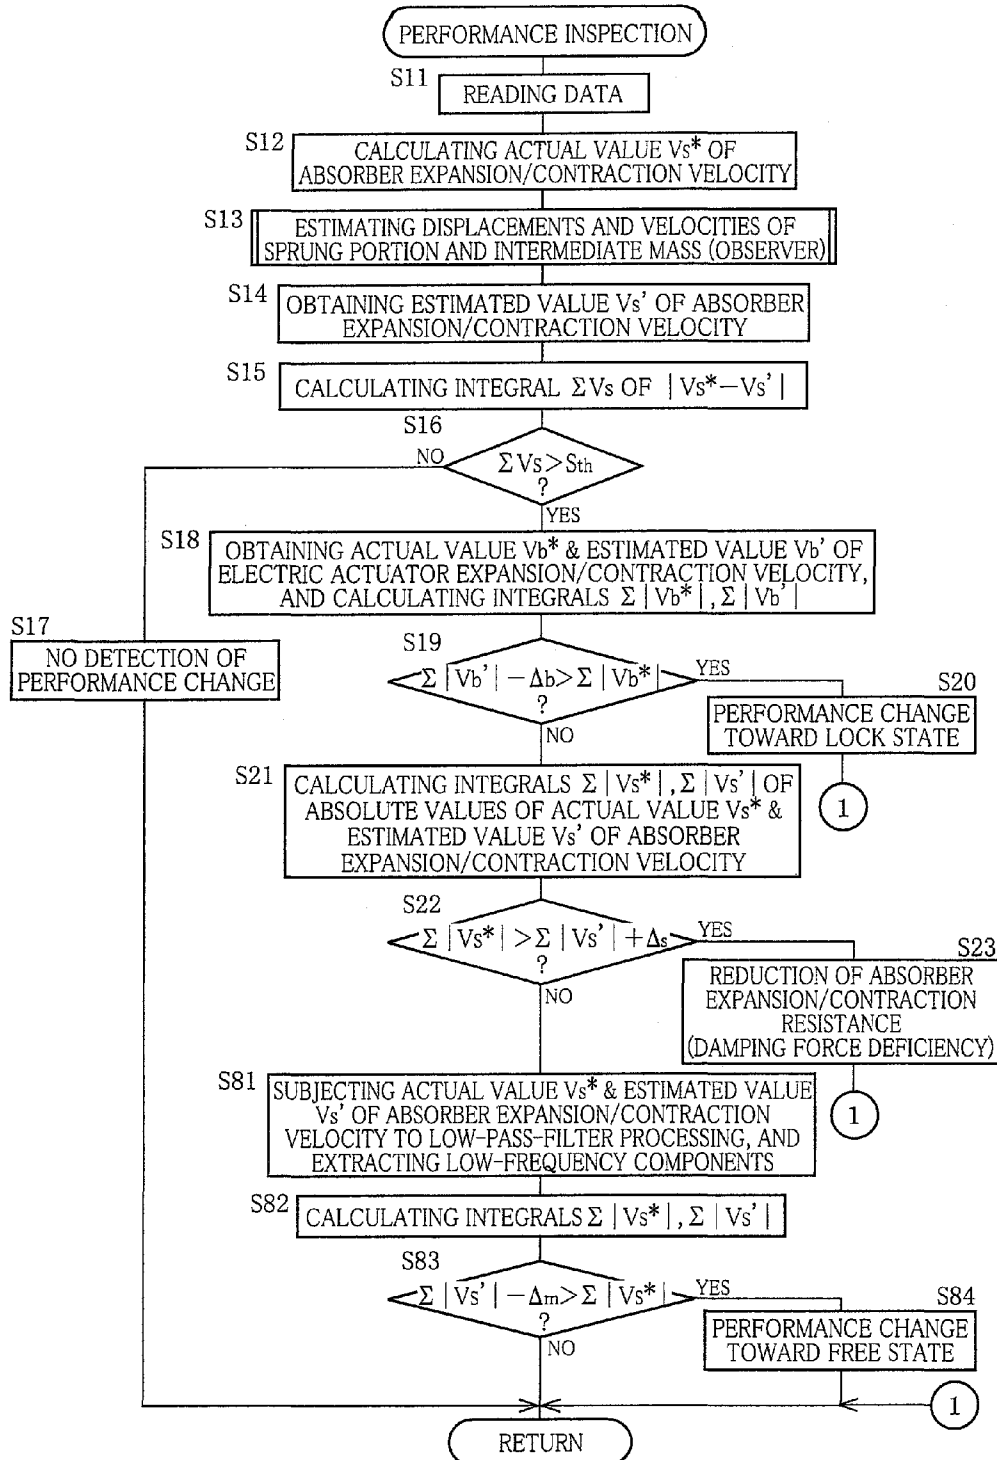 PERFORMANCE INSPECTION
S11
READING DATA
S12
CALCULATING ACTUAL VALUE Vs* OF
ABSORBER EXPANSION/CONTRACTION VELOCITY
S13
ESTIMATING DISPLACEMENTS AND VELOCITIES OF
SPRUNG PORTION AND INTERMEDIATE MASS (OBSERVER)
S14
OBTAINING ESTIMATED VALUE Vs' OF ABSORBER
EXPANSION/CONTRACTION VELOCITY
S15
CALCULATING INTEGRAL ΣVs OF |Vs*−Vs'|
S16
NO
ΣVs>Sth
?
YES
S18
OBTAINING ACTUAL VALUE Vb* & ESTIMATED VALUE Vb' OF
ELECTRIC ACTUATOR EXPANSION/CONTRACTION VELOCITY,
AND CALCULATING INTEGRALS Σ|Vb*|, Σ|Vb'|
S17
NO DETECTION OF
PERFORMANCE CHANGE
S19
Σ|Vb'|−Δb>Σ|Vb*|
?
YES
NO
S20
PERFORMANCE CHANGE
TOWARD LOCK STATE
1
S21
CALCULATING INTEGRALS Σ|Vs*|, Σ|Vs'| OF
ABSOLUTE VALUES OF ACTUAL VALUE Vs* &
ESTIMATED VALUE Vs' OF ABSORBER
EXPANSION/CONTRACTION VELOCITY
S22
Σ|Vs*|>Σ|Vs'|+Δs
?
YES
NO
S23
REDUCTION OF ABSORBER
EXPANSION/CONTRACTION
RESISTANCE
(DAMPING FORCE DEFICIENCY)
1
S81
SUBJECTING ACTUAL VALUE Vs* & ESTIMATED VALUE
Vs' OF ABSORBER EXPANSION/CONTRACTION
VELOCITY TO LOW-PASS-FILTER PROCESSING, AND
EXTRACTING LOW-FREQUENCY COMPONENTS
S82
CALCULATING INTEGRALS Σ|Vs*|, Σ|Vs'|
S83
Σ|Vs'|−Δm>Σ|Vs*|
?
YES
NO
S84
PERFORMANCE CHANGE
TOWARD FREE STATE
1
RETURN